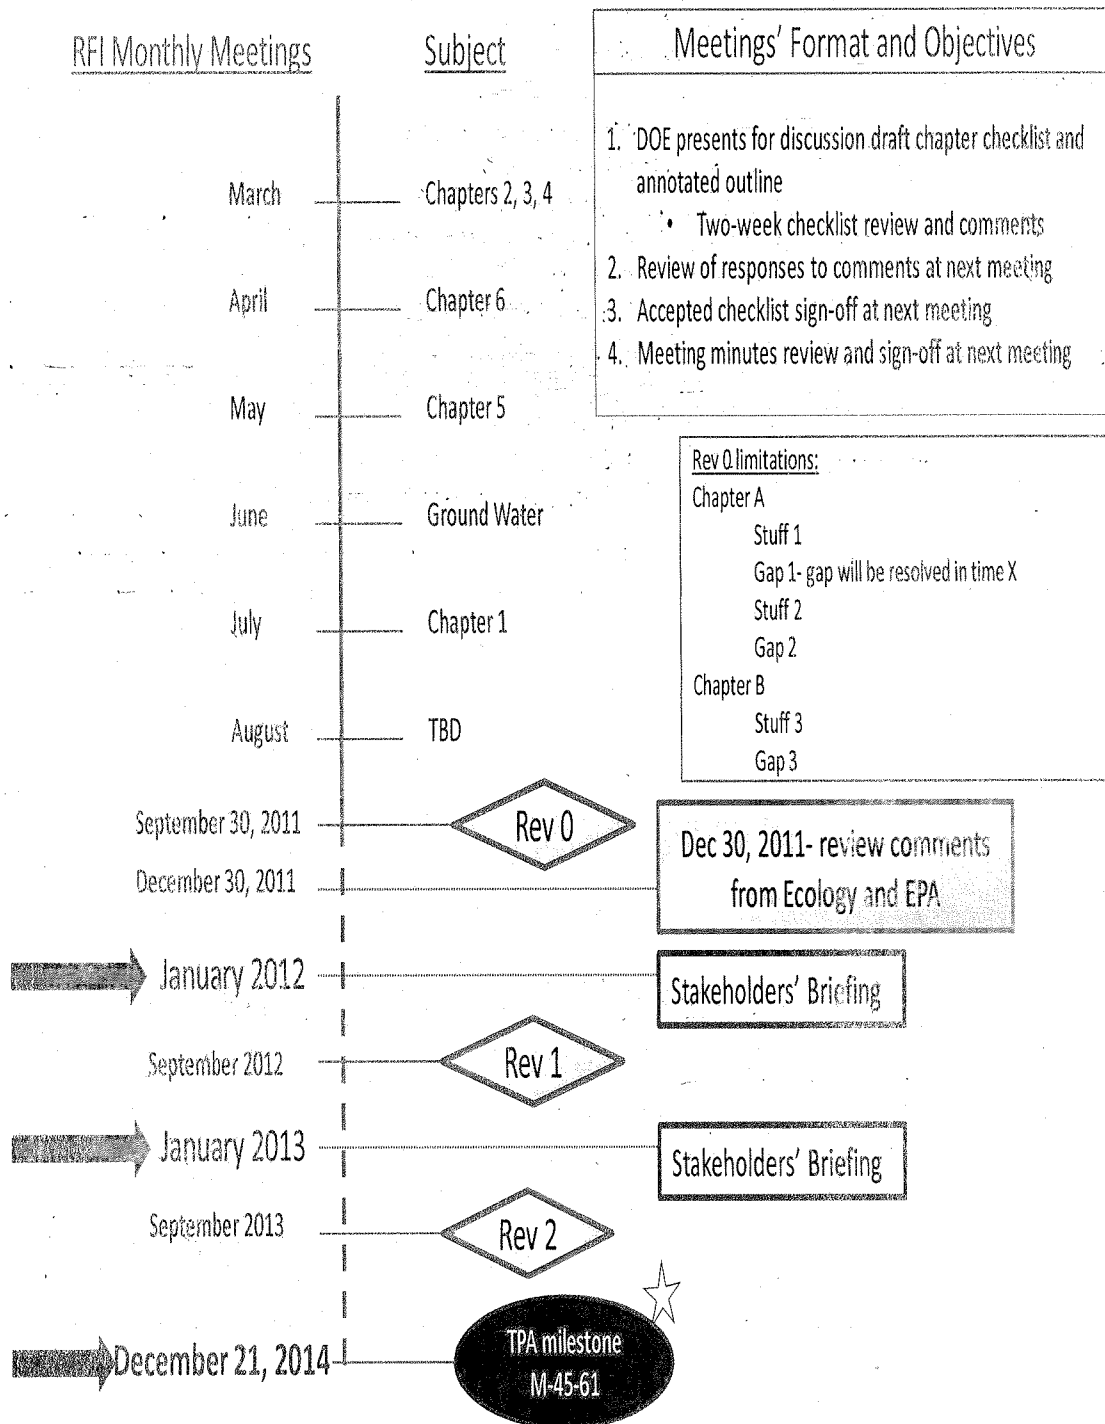 RFI Monthly Meetings
Subject
March
Chapters 2, 3, 4
April
Chapter 6
May
Chapter 5
June
Ground Water
July
Chapter 1
August
TBD
Meetings' Format and Objectives
1. DOE presents for discussion draft chapter checklist and
annotated outline
• Two-week checklist review and comments
2. Review of responses to comments at next meeting
3. Accepted checklist sign-off at next meeting
4. Meeting minutes review and sign-off at next meeting
Rev 0 limitations:
Chapter A
Stuff 1
Gap 1- gap will be resolved in time X
Stuff 2
Gap 2
Chapter B
Stuff 3
Gap 3
September 30, 2011
Rev 0
December 30, 2011
Dec 30, 2011- review comments
from Ecology and EPA
January 2012
Stakeholders' Briefing
September 2012
Rev 1
January 2013
Stakeholders' Briefing
September 2013
Rev 2
December 21, 2014
TPA milestone
M-45-61